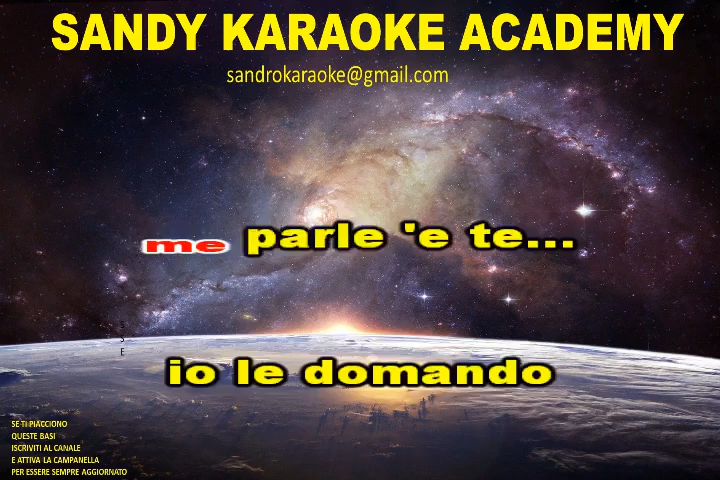 SANDY KARAOKE ACADEMY
sandrokaraoke@gmail.com
me parle 'e te...
io le domando
SE TI PIACCIONO
QUESTE BASI
ISCRIVITI AL CANALE
E ATTIVA LA CAMPANELLA
PER ESSERE SEMPRE AGGIORNATO